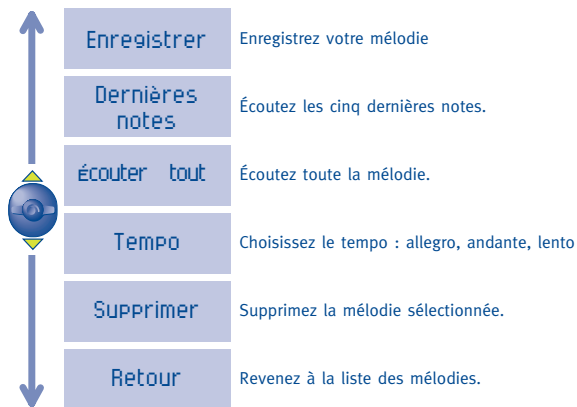 Enregistrer
Enregistrez votre mélodie
Dernières
notes
Écoutez les cinq dernières notes.
Écouter tout
Écoutez toute la mélodie.
Tempo
Choisissez le tempo : allegro, andante, lento
Supprimer
Supprimez la mélodie sélectionnée.
Retour
Revenez à la liste des mélodies.